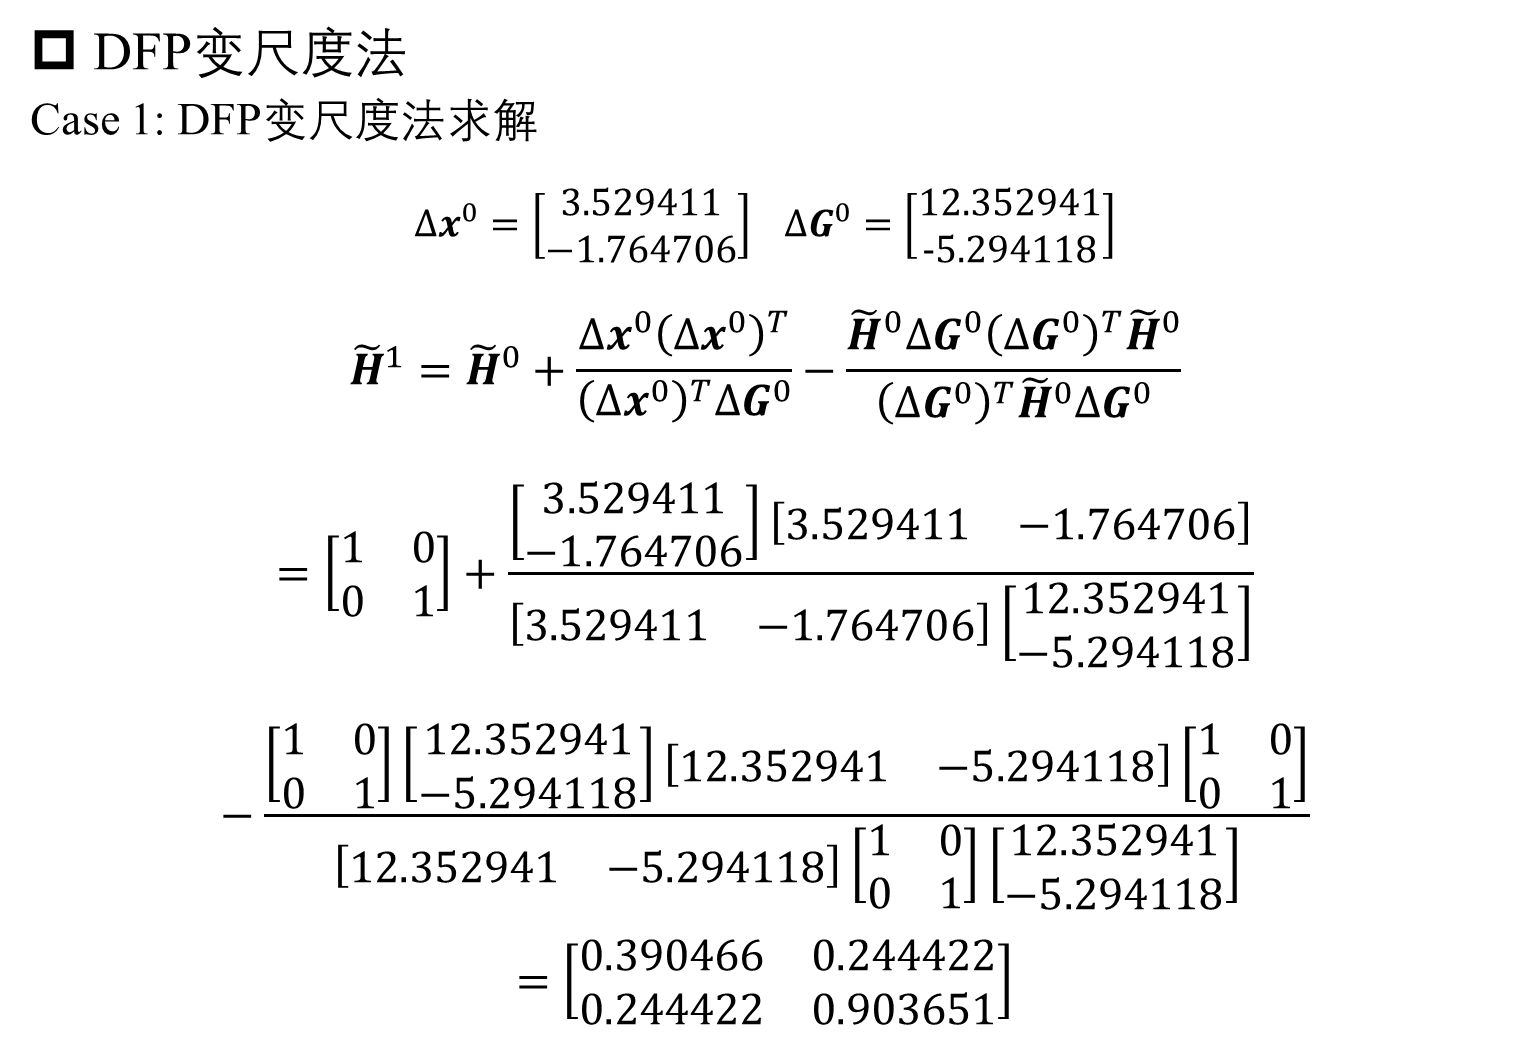 DFP变尺度法
Case 1: DFP变尺度法求解
Δx⁰ = [3.529411; −1.764706] ΔG⁰ = [12.352941; -5.294118]
H̃¹ = H̃⁰ + Δx⁰(Δx⁰)ᵀ / (Δx⁰)ᵀΔG⁰ − H̃⁰ΔG⁰(ΔG⁰)ᵀH̃⁰ / (ΔG⁰)ᵀH̃⁰ΔG⁰
= [1 0; 0 1] + [3.529411; −1.764706] [3.529411 −1.764706] / [3.529411 −1.764706] [12.352941; −5.294118]
− [1 0; 0 1] [12.352941; −5.294118] [12.352941 −5.294118] [1 0; 0 1] / [12.352941 −5.294118] [1 0; 0 1] [12.352941; −5.294118]
= [0.390466 0.244422; 0.244422 0.903651]